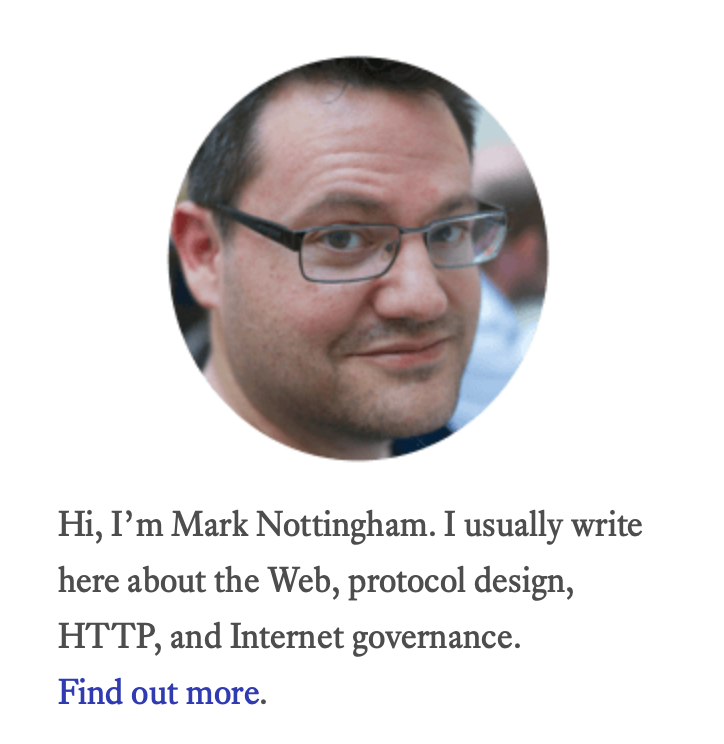 Hi, I’m Mark Nottingham. I usually write
here about the Web, protocol design,
HTTP, and Internet governance.
Find out more.